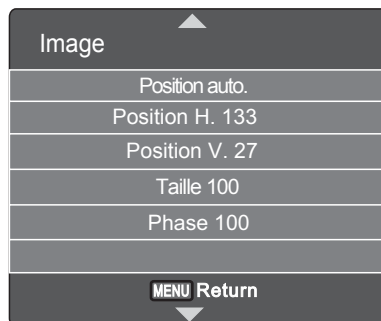 Image
Position auto.
Position H. 133
Position V. 27
Taille 100
Phase 100
MENU Return